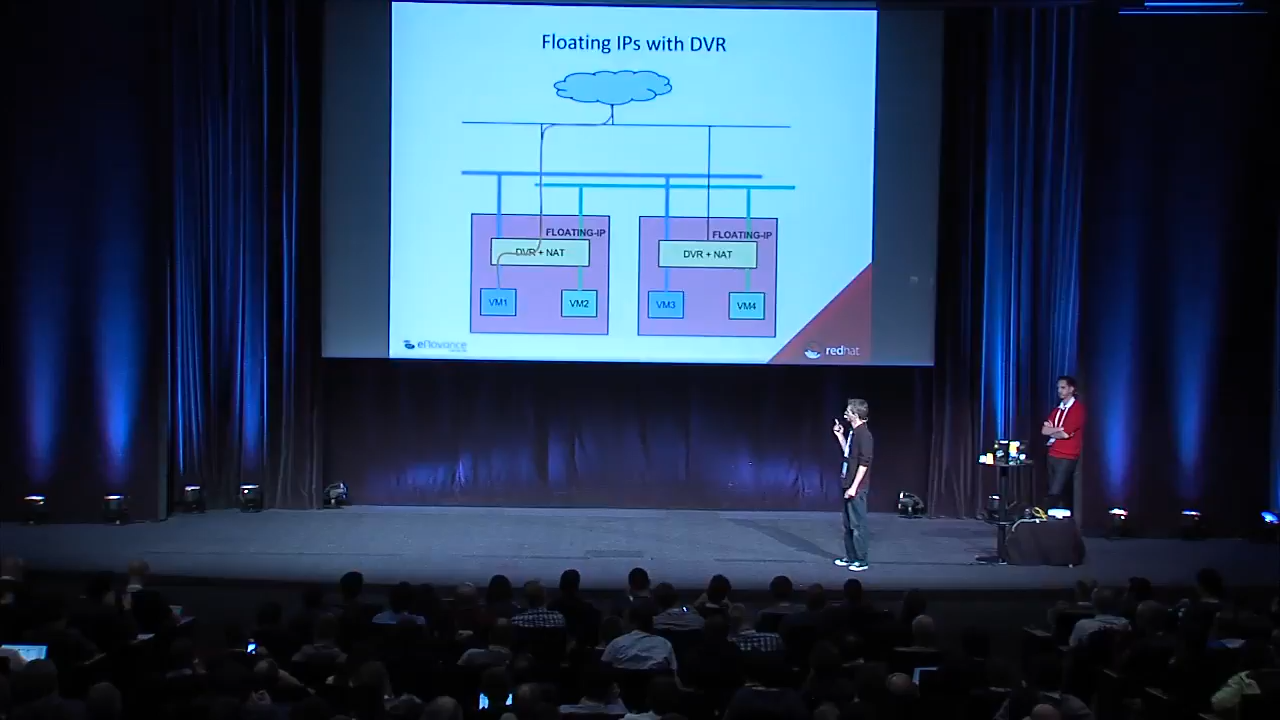 Floating IPs with DVR
FLOATING-IP
DVR + NAT
VM1
VM2
FLOATING-IP
DVR + NAT
VM3
VM4
eNovance
redhat